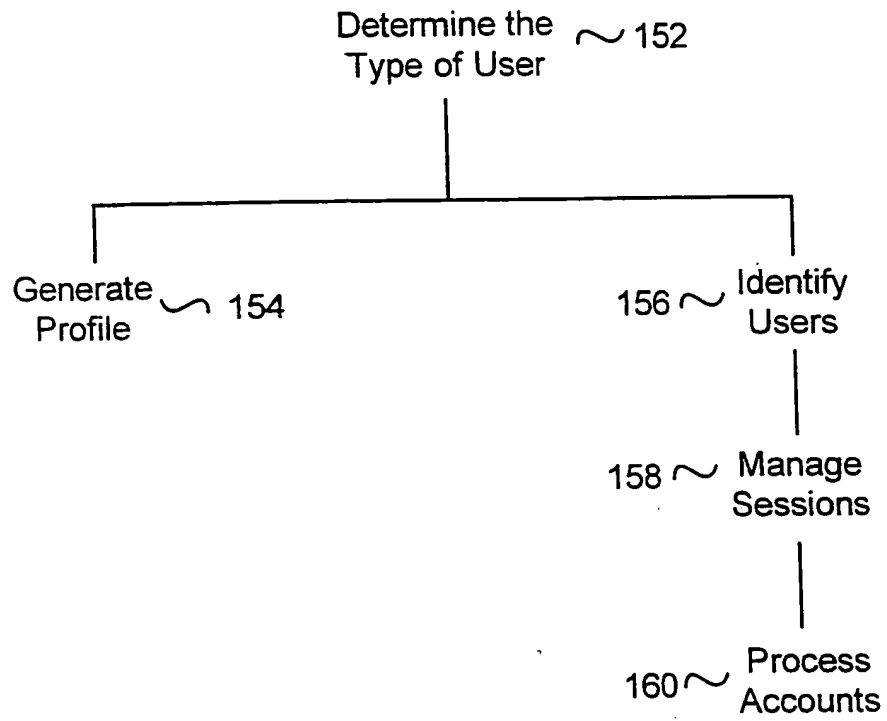 Determine the
Type of User
152
Generate
Profile
154
156
Identify
Users
158
Manage
Sessions
160
Process
Accounts